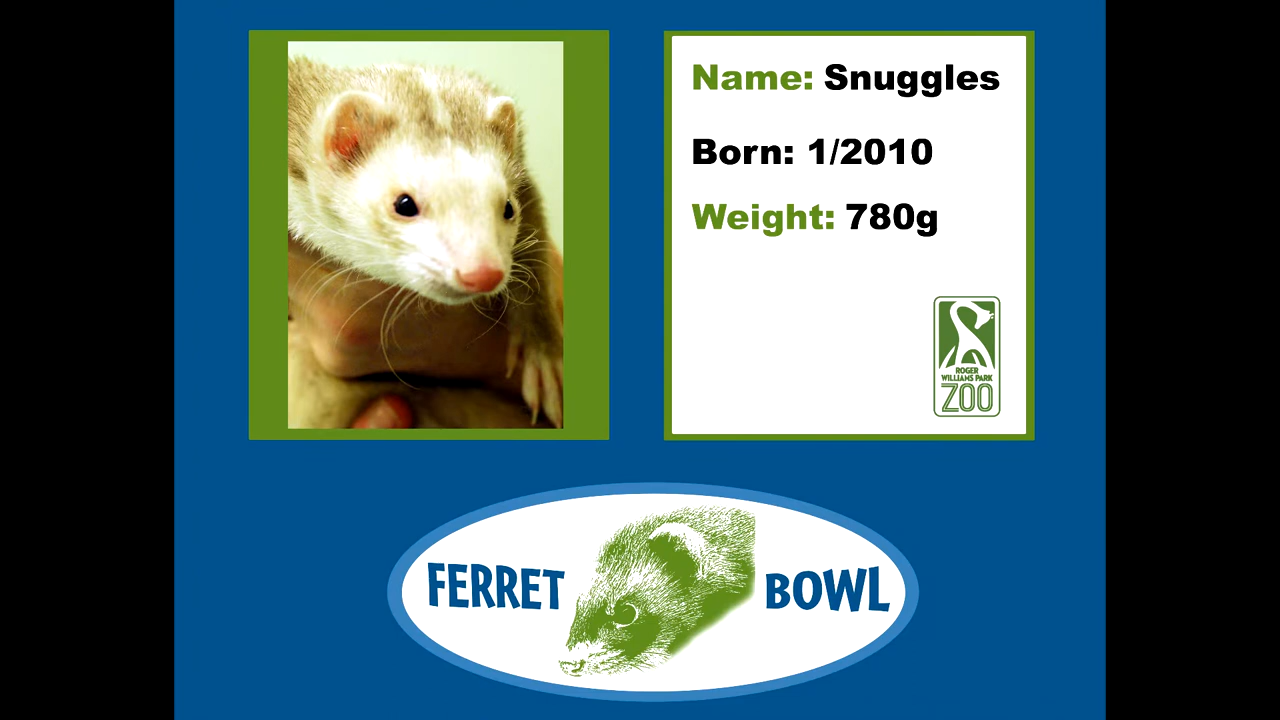 Name: Snuggles
Born: 1/2010
Weight: 780g
ROGER
WILLIAMS PARK
ZOO
FERRET BOWL